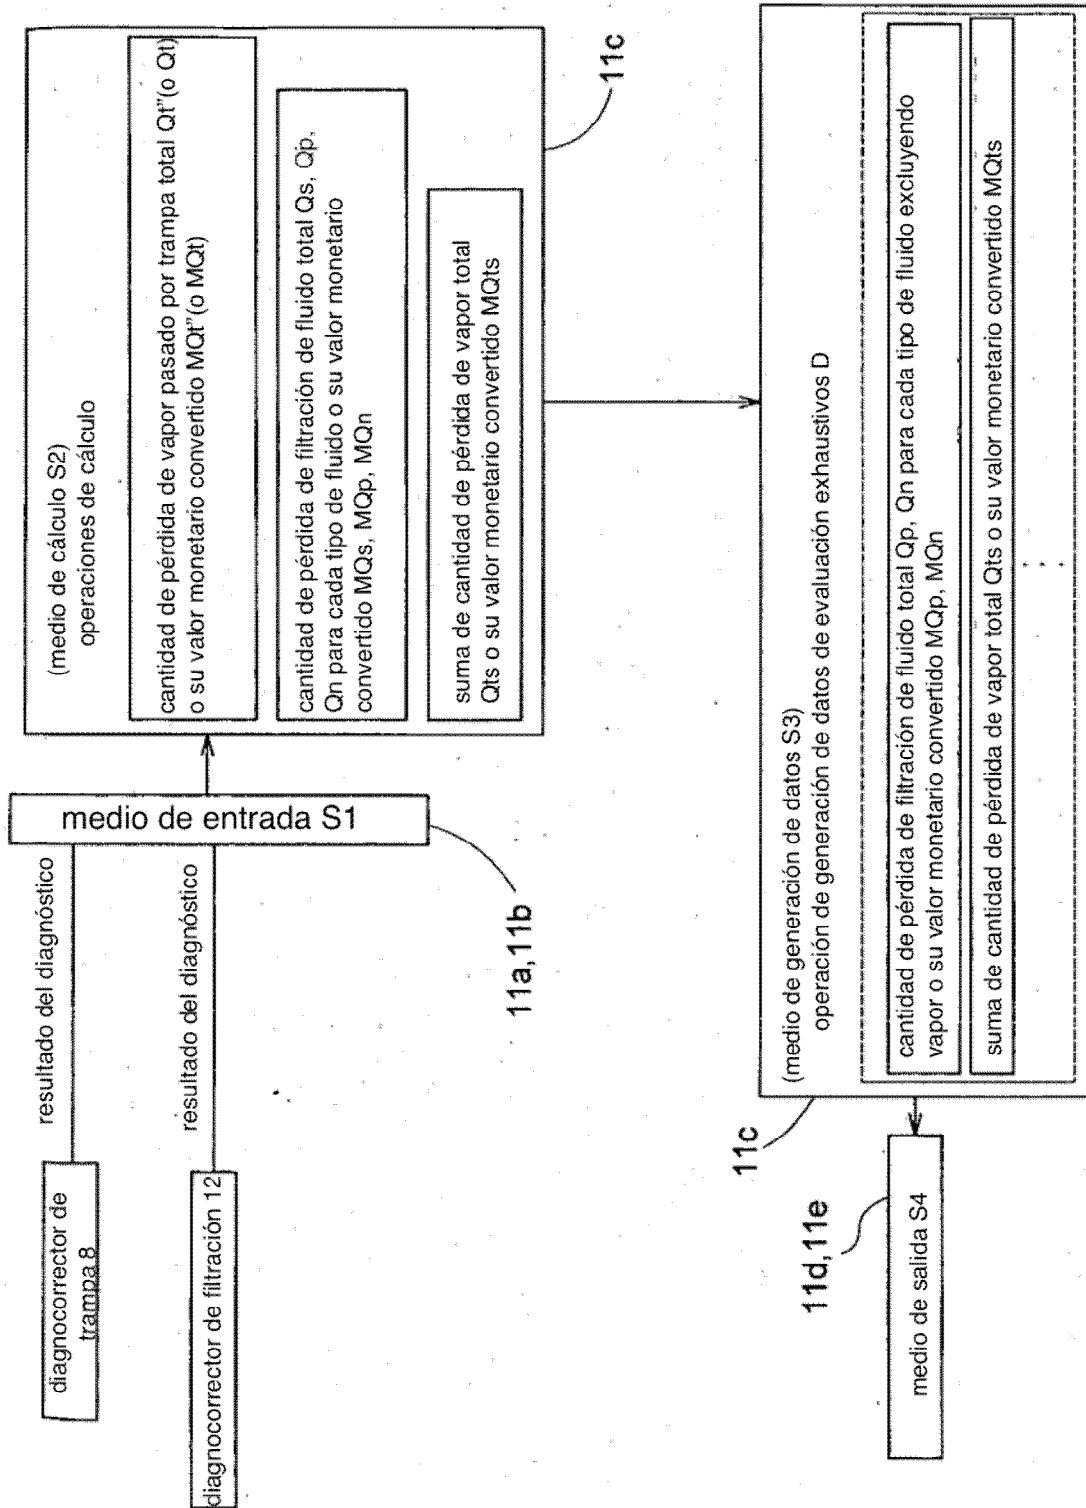 diagnocorrector de
trampa 8
resultado del diagnóstico
diagnocorrector de filtración 12
resultado del diagnóstico
medio de entrada S1
11a,11b
(medio de cálculo S2)
operaciones de cálculo
cantidad de pérdida de vapor pasado por trampa total Qt"(o Qt)
o su valor monetario convertido MQt"(o MQt)
cantidad de pérdida de filtración de fluido total Qs, Qp,
Qn para cada tipo de fluido o su valor monetario
convertido MQs, MQp, MQn
suma de cantidad de pérdida de vapor total
Qts o su valor monetario convertido MQts
11c
(medio de generación de datos S3)
operación de generación de datos de evaluación exhaustivos D
cantidad de pérdida de filtración de fluido total Qp, Qn para cada tipo de fluido excluyendo
vapor o su valor monetario convertido MQp, MQn
suma de cantidad de pérdida de vapor total Qts o su valor monetario convertido MQts
. . .
11c
11d,11e
medio de salida S4